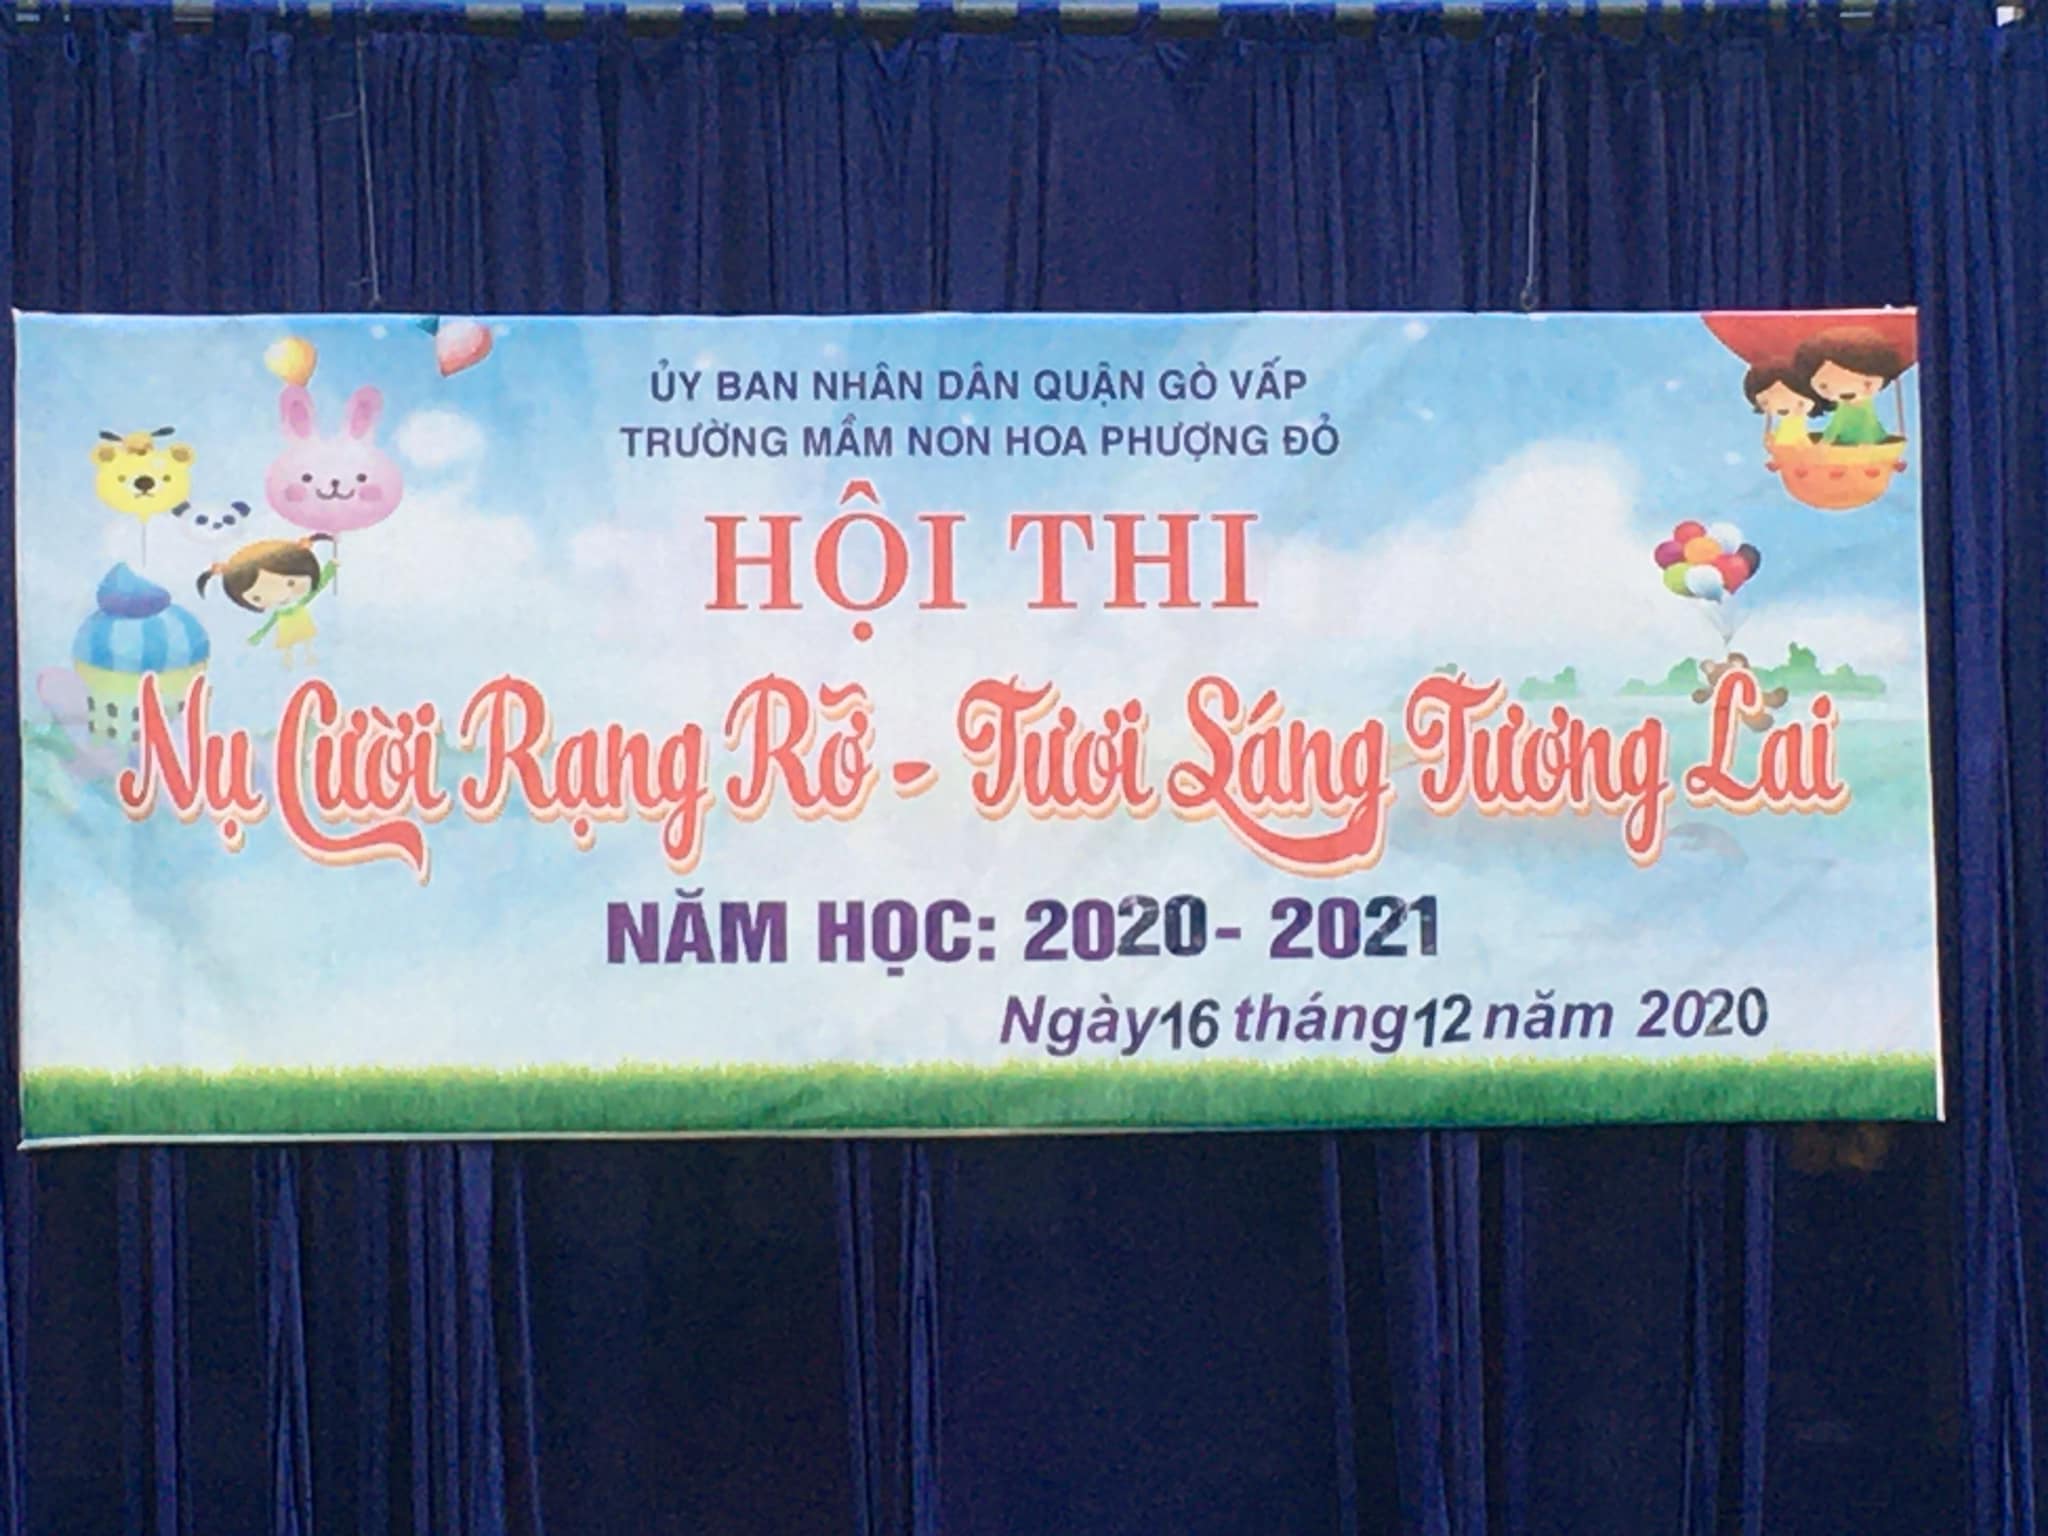 ỦY BAN NHÂN DÂN QUẬN GÒ VẤP
TRƯỜNG MẦM NON HOA PHƯỢNG ĐỎ
HỘI THI
Nụ Cười Rạng Rỡ - Tươi Sáng Tương Lai
NĂM HỌC: 2020- 2021
Ngày16 tháng12 năm 2020